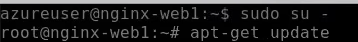 azureuser@nginx-web1:~$ sudo su -
root@nginx-web1:~# apt-get update